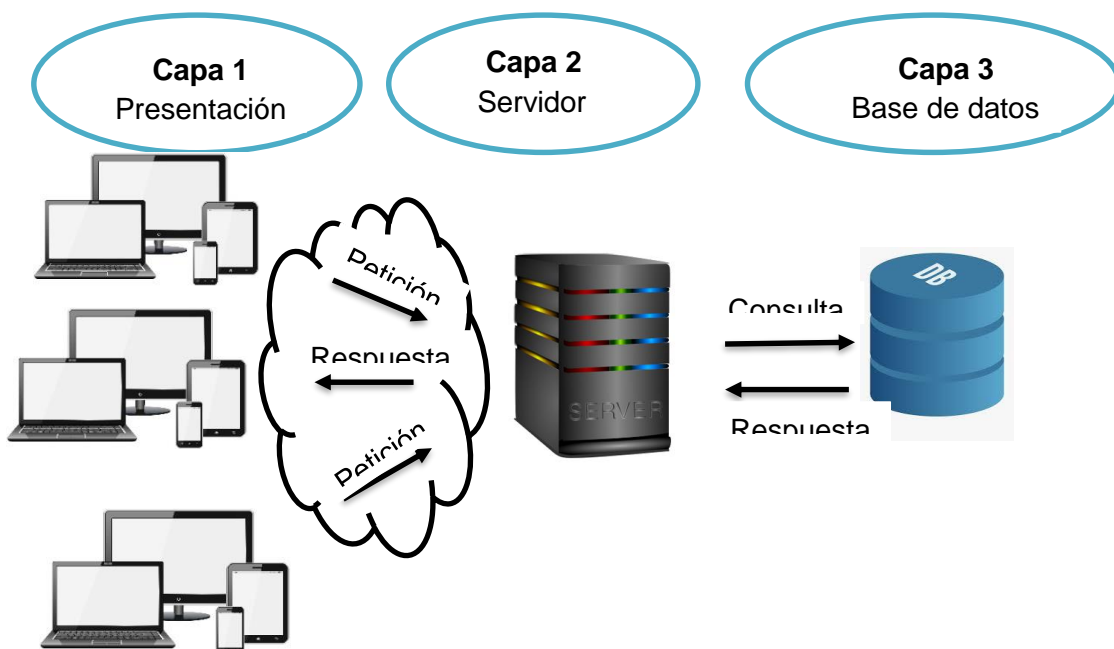 Capa 1
Presentación
Capa 2
Servidor
Capa 3
Base de datos
Petición
Respuesta
Petición
SERVER
Consulta
Respuesta
DB